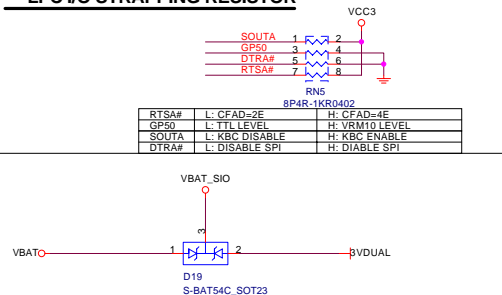 VCC3
SOUTA 1 2
GP50 3 4
DTRA# 5 6
RTSA# 7 8
RN5
8P4R-1KR0402
RTSA# L: CFAD=2E H: CFAD=4E
GP50 L: TTL LEVEL H: VRM10 LEVEL
SOUTA L: KBC DISABLE H: KBC ENABLE
DTRA# L: DISABLE SPI H: DIABLE SPI
VBAT_SIO
3
VBAT 1 2 3VDUAL
D19
S-BAT54C_SOT23